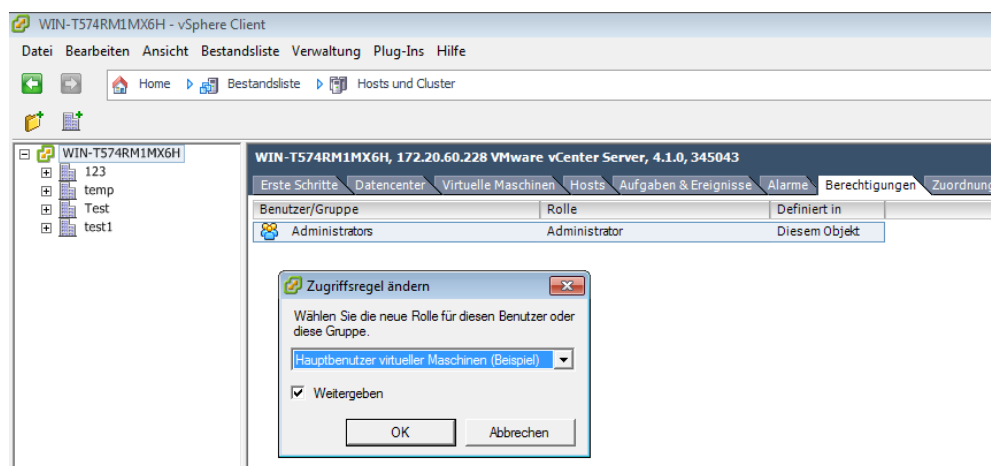 WIN-T574RM1MX6H - vSphere Client
Datei Bearbeiten Ansicht Bestandsliste Verwaltung Plug-Ins Hilfe
Home Bestandsliste Hosts und Cluster
WIN-T574RM1MX6H
123
temp
Test
test1
WIN-T574RM1MX6H, 172.20.60.228 VMware vCenter Server, 4.1.0, 345043
Erste Schritte Datencenter Virtuelle Maschinen Hosts Aufgaben & Ereignisse Alarme Berechtigungen Zuordnung
Benutzer/Gruppe Rolle Definiert in
Administrators Administrator Diesem Objekt
Zugriffsregel ändern
Wählen Sie die neue Rolle für diesen Benutzer oder
diese Gruppe.
Hauptbenutzer virtueller Maschinen (Beispiel)
Weitergeben
OK Abbrechen